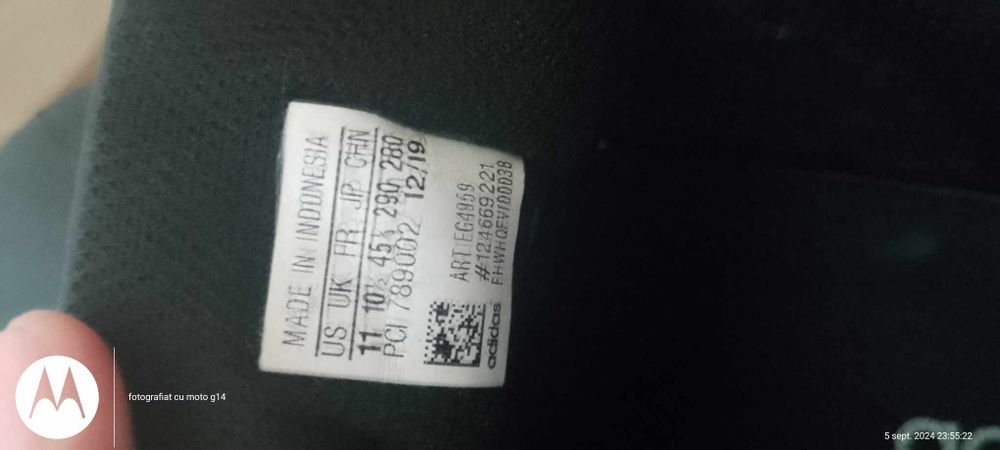 MADE IN INDONESIA
US UK FR JP CHN
11 10½ 45⅓ 290 280
PCI 789002 12/19
ART EG4959
#124669221
FHWHQFVf00038
adidas
fotografiat cu moto g14
5 sept. 2024 23:55:22